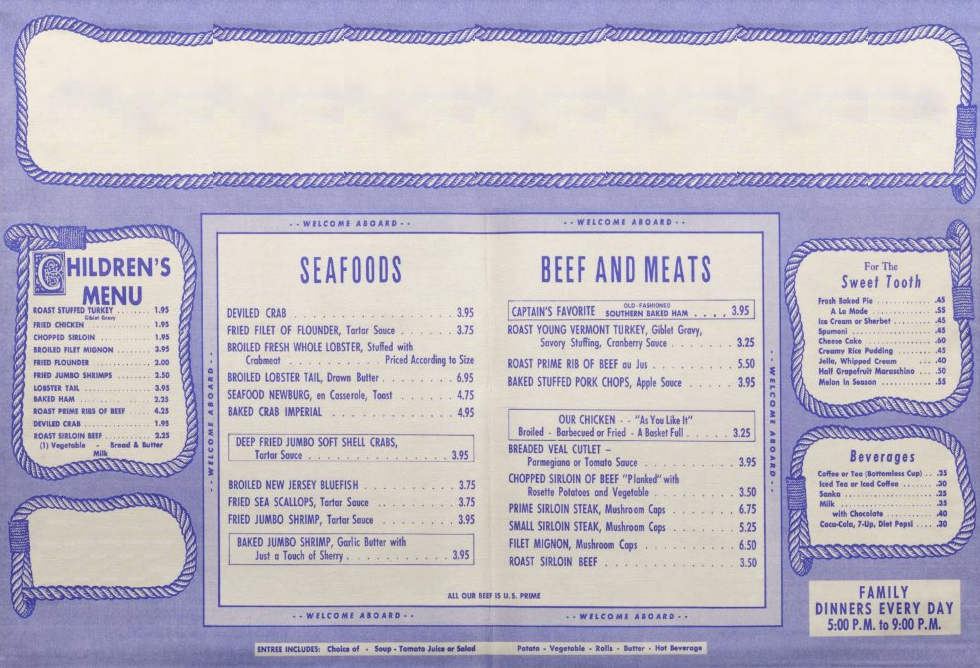 CHILDREN'S
MENU
ROAST STUFFED TURKEY . . . . . . . 1.95
Giblet Gravy
FRIED CHICKEN . . . . . . . 1.95
CHOPPED SIRLOIN . . . . . . . 1.95
BROILED FILET MIGNON . . . . . . . 3.95
FRIED FLOUNDER . . . . . . . 2.00
FRIED JUMBO SHRIMPS . . . . . . . 2.50
LOBSTER TAIL . . . . . . . 3.95
BAKED HAM . . . . . . . 2.25
ROAST PRIME RIBS OF BEEF . . . . 4.25
DEVILED CRAB . . . . . . . 1.95
ROAST SIRLOIN BEEF . . . . . . . 2.25
(1) Vegetable - Bread & Butter
Milk
- - WELCOME ABOARD - -
- - WELCOME ABOARD - -
- - WELCOME ABOARD - -
SEAFOODS
DEVILED CRAB . . . . . . . 3.95
FRIED FILET OF FLOUNDER, Tartar Sauce . . . . . 3.75
BROILED FRESH WHOLE LOBSTER, Stuffed with
Crabmeat . . . . . . . Priced According to Size
BROILED LOBSTER TAIL, Drawn Butter . . . . . . . 6.95
SEAFOOD NEWBURG, en Casserole, Toast . . . . . 4.75
BAKED CRAB IMPERIAL . . . . . . . 4.95
DEEP FRIED JUMBO SOFT SHELL CRABS,
Tartar Sauce . . . . . . . 3.95
BROILED NEW JERSEY BLUEFISH . . . . . . . 3.75
FRIED SEA SCALLOPS, Tartar Sauce . . . . . . . 3.75
FRIED JUMBO SHRIMP, Tartar Sauce . . . . . . . 3.95
BAKED JUMBO SHRIMP, Garlic Butter with
Just a Touch of Sherry . . . . . . . 3.95
BEEF AND MEATS
CAPTAIN'S FAVORITE OLD-FASHIONED SOUTHERN BAKED HAM . . . . 3.95
ROAST YOUNG VERMONT TURKEY, Giblet Gravy,
Savory Stuffing, Cranberry Sauce . . . . . . . 3.25
ROAST PRIME RIB OF BEEF au Jus . . . . . . . 5.50
BAKED STUFFED PORK CHOPS, Apple Sauce . . . . 3.95
OUR CHICKEN - - "As You Like It"
Broiled - Barbecued or Fried - A Basket Full . . . . 3.25
BREADED VEAL CUTLET –
Parmegiana or Tomato Sauce . . . . . . . 3.95
CHOPPED SIRLOIN OF BEEF "Planked" with
Rosette Potatoes and Vegetable . . . . . . . 3.50
PRIME SIRLOIN STEAK, Mushroom Caps . . . . . 6.75
SMALL SIRLOIN STEAK, Mushroom Caps . . . . . 5.25
FILET MIGNON, Mushroom Caps . . . . . . . 6.50
ROAST SIRLOIN BEEF . . . . . . . 3.50
ALL OUR BEEF IS U.S. PRIME
- - WELCOME ABOARD - -
- - WELCOME ABOARD - -
- - WELCOME ABOARD - -
ENTREE INCLUDES: Choice of - Soup - Tomato Juice or Salad
Potato - Vegetable - Rolls - Butter - Hot Beverage
For The
Sweet Tooth
Fresh Baked Pie . . . . . . . .45
A La Mode . . . . . . . .55
Ice Cream or Sherbet . . . . . . . .45
Spumoni . . . . . . . .45
Cheese Cake . . . . . . . .60
Creamy Rice Pudding . . . . . . . .45
Jello, Whipped Cream . . . . . . . .40
Half Grapefruit Maraschino . . . . .50
Melon In Season . . . . . . . .55
Beverages
Coffee or Tea (Bottomless Cup) . . .25
Iced Tea or Iced Coffee . . . . .30
Sanka . . . . . . . .25
Milk . . . . . . . .35
with Chocolate . . . . . . . .40
Coca-Cola, 7-Up, Diet Pepsi . . . . .30
FAMILY
DINNERS EVERY DAY
5:00 P.M. to 9:00 P.M.